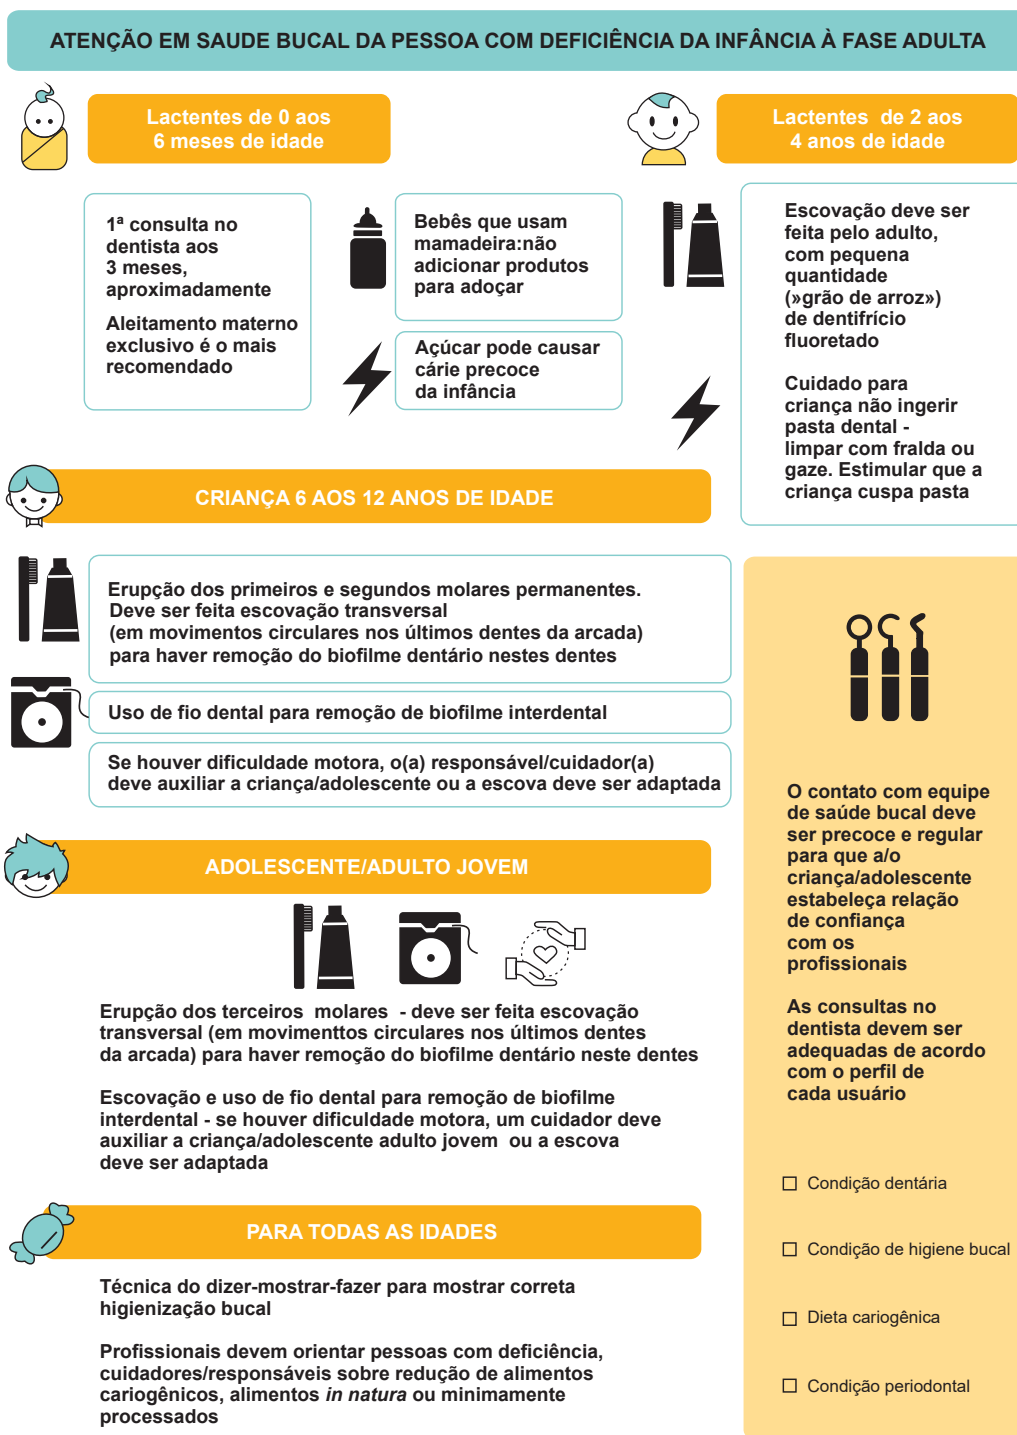 ATENÇÃO EM SAUDE BUCAL DA PESSOA COM DEFICIÊNCIA DA INFÂNCIA À FASE ADULTA
Lactentes de 0 aos
6 meses de idade
1ª consulta no
dentista aos
3 meses,
aproximadamente
Aleitamento materno
exclusivo é o mais
recomendado
Bebês que usam
mamadeira:não
adicionar produtos
para adoçar
Açúcar pode causar
cárie precoce
da infância
Lactentes de 2 aos
4 anos de idade
Escovação deve ser
feita pelo adulto,
com pequena
quantidade
(»grão de arroz»)
de dentifrício
fluoretado
Cuidado para
criança não ingerir
pasta dental -
limpar com fralda ou
gaze. Estimular que a
criança cuspa pasta
CRIANÇA 6 AOS 12 ANOS DE IDADE
Erupção dos primeiros e segundos molares permanentes.
Deve ser feita escovação transversal
(em movimentos circulares nos últimos dentes da arcada)
para haver remoção do biofilme dentário nestes dentes
Uso de fio dental para remoção de biofilme interdental
Se houver dificuldade motora, o(a) responsável/cuidador(a)
deve auxiliar a criança/adolescente ou a escova deve ser adaptada
ADOLESCENTE/ADULTO JOVEM
Erupção dos terceiros molares - deve ser feita escovação
transversal (em movimenttos circulares nos últimos dentes
da arcada) para haver remoção do biofilme dentário neste dentes
Escovação e uso de fio dental para remoção de biofilme
interdental - se houver dificuldade motora, um cuidador deve
auxiliar a criança/adolescente adulto jovem ou a escova
deve ser adaptada
PARA TODAS AS IDADES
Técnica do dizer-mostrar-fazer para mostrar correta
higienização bucal
Profissionais devem orientar pessoas com deficiência,
cuidadores/responsáveis sobre redução de alimentos
cariogênicos, alimentos in natura ou minimamente
processados
O contato com equipe
de saúde bucal deve
ser precoce e regular
para que a/o
criança/adolescente
estabeleça relação
de confiança
com os
profissionais
As consultas no
dentista devem ser
adequadas de acordo
com o perfil de
cada usuário
☐ Condição dentária
☐ Condição de higiene bucal
☐ Dieta cariogênica
☐ Condição periodontal